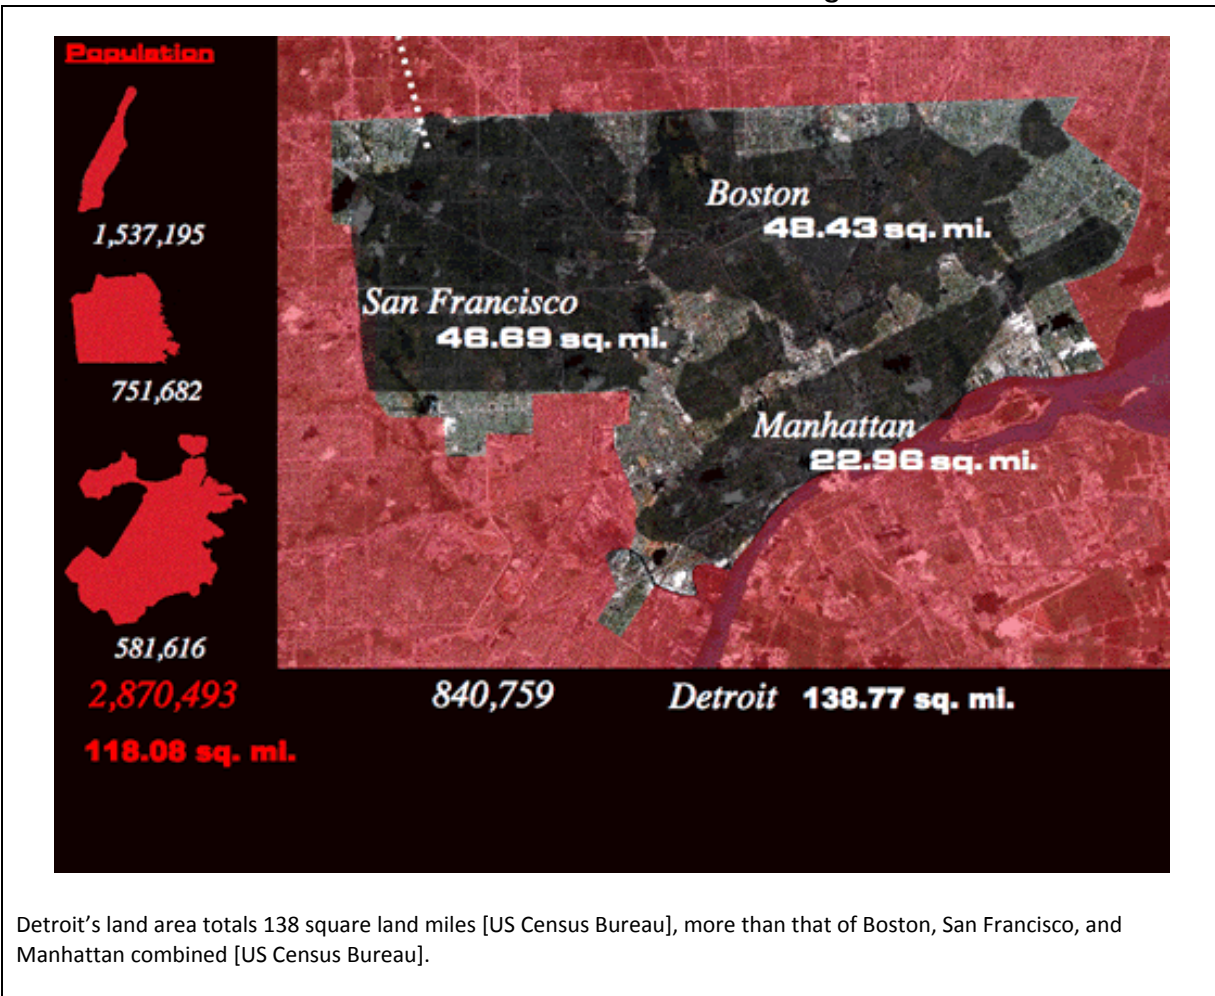 Population
1,537,195
751,682
581,616
2,870,493
118.08 sq. mi.
Boston
48.43 sq. mi.
San Francisco
46.69 sq. mi.
Manhattan
22.96 sq. mi.
840,759
Detroit 138.77 sq. mi.
Detroit’s land area totals 138 square land miles [US Census Bureau], more than that of Boston, San Francisco, and
Manhattan combined [US Census Bureau].